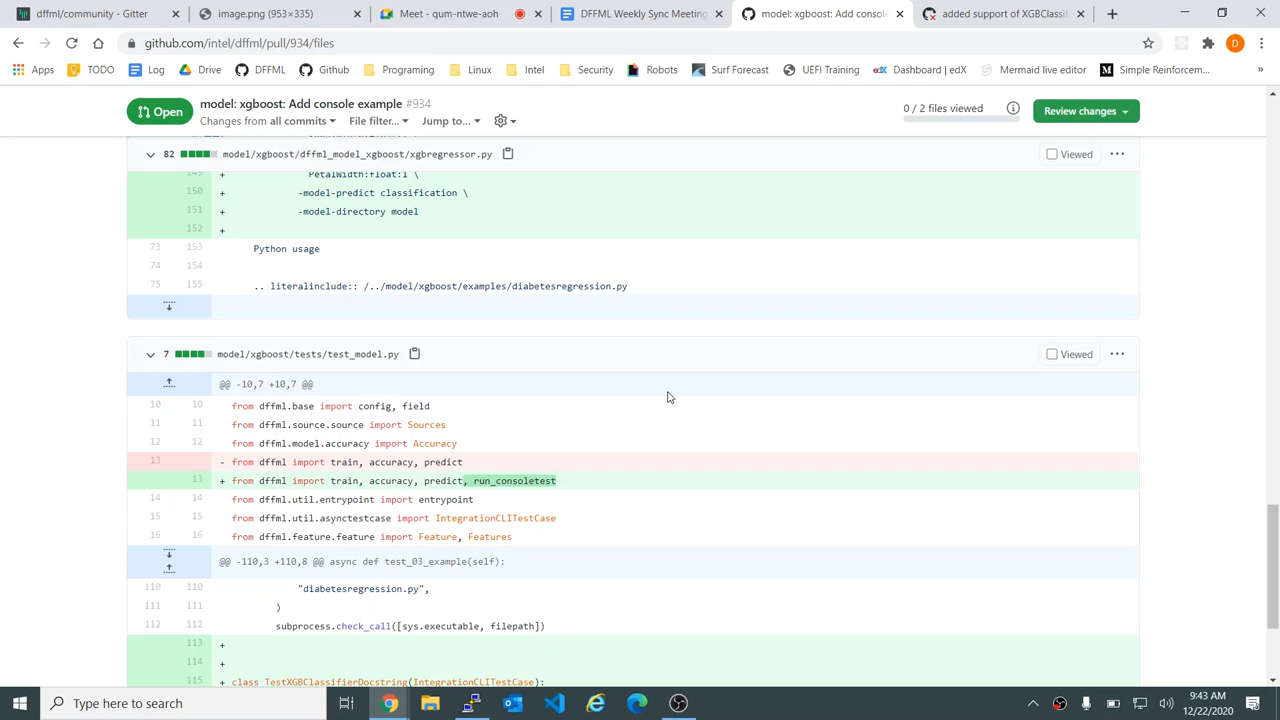 dffml/community - Gitter
image.png (953×335)
Meet - qum-ntwe-aoh
DFFML Weekly Sync Meeting
model: xgboost: Add console
added support of XGBClassif
github.com/intel/dffml/pull/934/files
D
Apps
TODO
Log
Drive
DFFML
Github
Programing
Linux
Intel
Security
Robots
Surf Forecast
UEFI Training
Dashboard | edX
Mermaid live editor
Simple Reinforcem...
»
Open
model: xgboost: Add console example #934
Changes from all commits
File filter...
Jump to...
0 / 2 files viewed
Review changes
82 model/xgboost/dffml_model_xgboost/xgbregressor.py
Viewed
149 + PetalWidth:float:1 \
150 + -model-predict classification \
151 + -model-directory model
152 +
73 153 Python usage
74 154
75 155 .. literalinclude:: /../model/xgboost/examples/diabetesregression.py
7 model/xgboost/tests/test_model.py
Viewed
@@ -10,7 +10,7 @@
10 10 from dffml.base import config, field
11 11 from dffml.source.source import Sources
12 12 from dffml.model.accuracy import Accuracy
13 - from dffml import train, accuracy, predict
13 + from dffml import train, accuracy, predict, run_consoletest
14 14 from dffml.util.entrypoint import entrypoint
15 15 from dffml.util.asynctestcase import IntegrationCLITestCase
16 16 from dffml.feature.feature import Feature, Features
@@ -110,3 +110,8 @@ async def test_03_example(self):
110 110 "diabetesregression.py",
111 111 )
112 112 subprocess.check_call([sys.executable, filepath])
113 +
114 +
115 + class TestXGBClassifierDocstring(IntegrationCLITestCase):
Type here to search
9:43 AM
12/22/2020